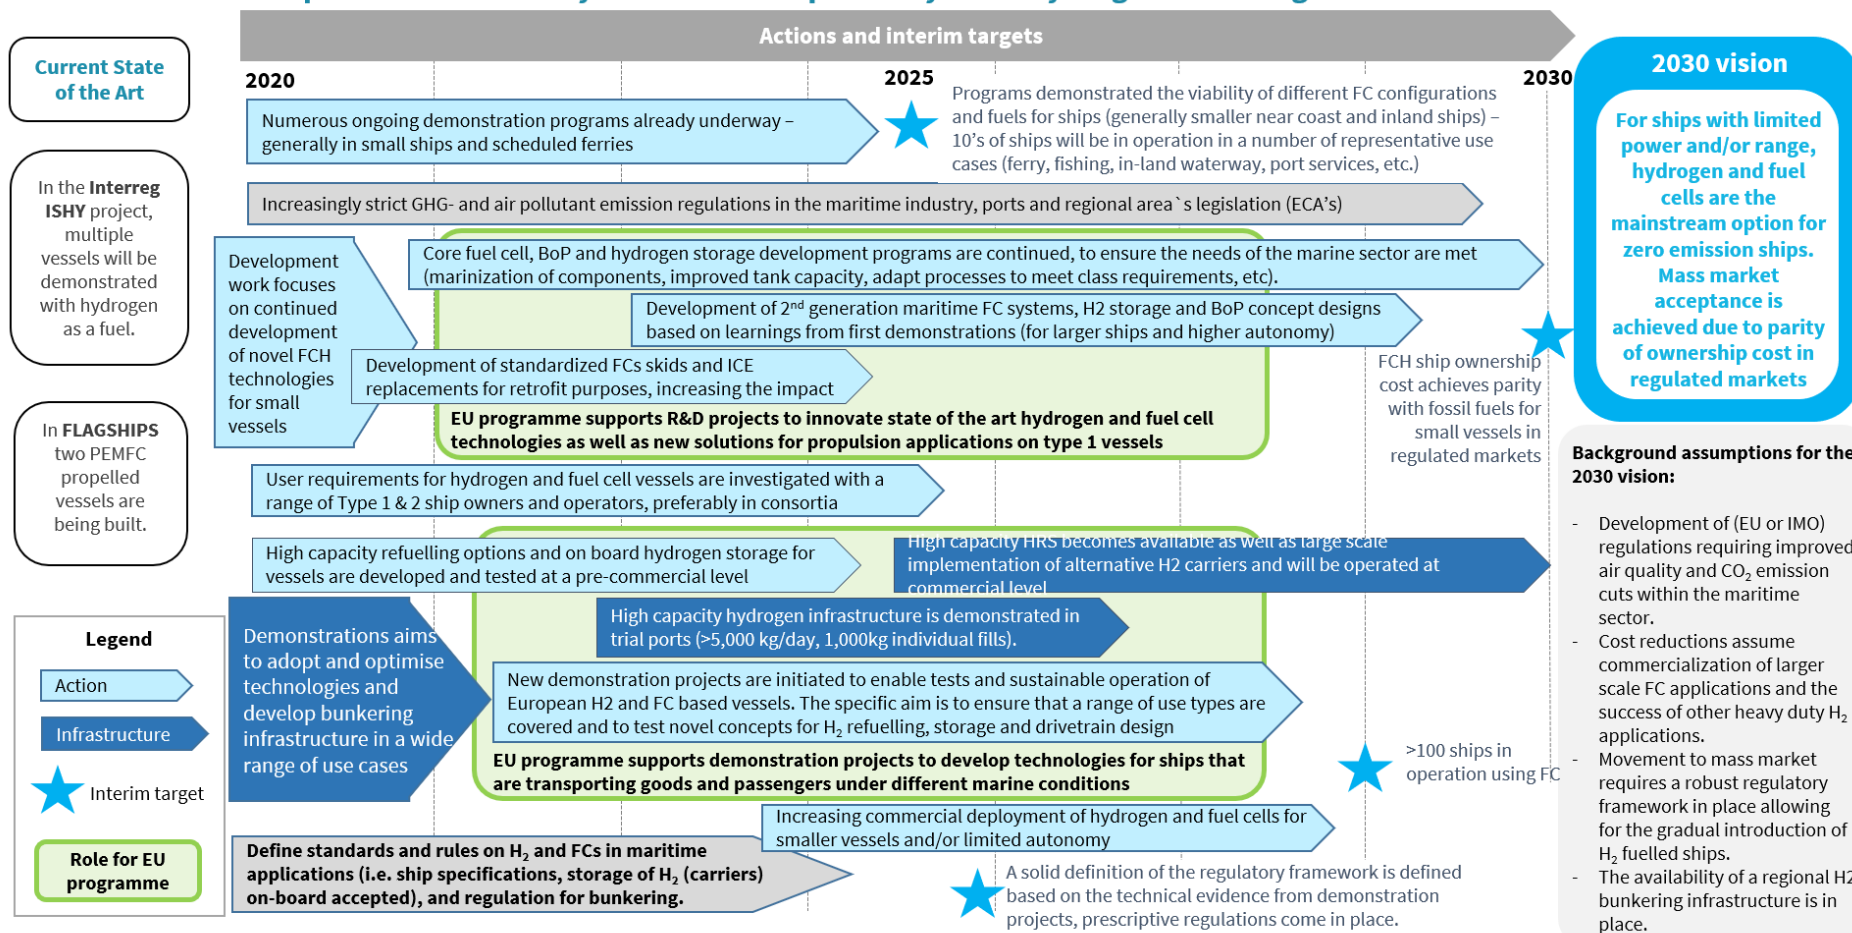 Actions and interim targets
2020
2025
2030
Current State
of the Art
In the Interreg
ISHY project,
multiple
vessels will be
demonstrated
with hydrogen
as a fuel.
In FLAGSHIPS
two PEMFC
propelled
vessels are
being built.
Legend
Action
Infrastructure
Interim target
Role for EU
programme
Numerous ongoing demonstration programs already underway –
generally in small ships and scheduled ferries
Programs demonstrated the viability of different FC configurations
and fuels for ships (generally smaller near coast and inland ships) –
10’s of ships will be in operation in a number of representative use
cases (ferry, fishing, in-land waterway, port services, etc.)
Increasingly strict GHG- and air pollutant emission regulations in the maritime industry, ports and regional area`s legislation (ECA’s)
Development
work focuses
on continued
development
of novel FCH
technologies
for small
vessels
Core fuel cell, BoP and hydrogen storage development programs are continued, to ensure the needs of the marine sector are met
(marinization of components, improved tank capacity, adapt processes to meet class requirements, etc).
Development of 2nd generation maritime FC systems, H2 storage and BoP concept designs
based on learnings from first demonstrations (for larger ships and higher autonomy)
Development of standardized FCs skids and ICE
replacements for retrofit purposes, increasing the impact
EU programme supports R&D projects to innovate state of the art hydrogen and fuel cell
technologies as well as new solutions for propulsion applications on type 1 vessels
FCH ship ownership
cost achieves parity
with fossil fuels for
small vessels in
regulated markets
User requirements for hydrogen and fuel cell vessels are investigated with a
range of Type 1 & 2 ship owners and operators, preferably in consortia
High capacity refuelling options and on board hydrogen storage for
vessels are developed and tested at a pre-commercial level
High capacity HRS becomes available as well as large scale
implementation of alternative H2 carriers and will be operated at
commercial level
Demonstrations aims
to adopt and optimise
technologies and
develop bunkering
infrastructure in a wide
range of use cases
High capacity hydrogen infrastructure is demonstrated in
trial ports (>5,000 kg/day, 1,000kg individual fills).
New demonstration projects are initiated to enable tests and sustainable operation of
European H2 and FC based vessels. The specific aim is to ensure that a range of use types are
covered and to test novel concepts for H₂ refuelling, storage and drivetrain design
EU programme supports demonstration projects to develop technologies for ships that
are transporting goods and passengers under different marine conditions
>100 ships in
operation using FC
Increasing commercial deployment of hydrogen and fuel cells for
smaller vessels and/or limited autonomy
Define standards and rules on H₂ and FCs in maritime
applications (i.e. ship specifications, storage of H₂ (carriers)
on-board accepted), and regulation for bunkering.
A solid definition of the regulatory framework is defined
based on the technical evidence from demonstration
projects, prescriptive regulations come in place.
2030 vision
For ships with limited
power and/or range,
hydrogen and fuel
cells are the
mainstream option for
zero emission ships.
Mass market
acceptance is
achieved due to parity
of ownership cost in
regulated markets
Background assumptions for the
2030 vision:
- Development of (EU or IMO)
regulations requiring improved
air quality and CO₂ emission
cuts within the maritime
sector.
- Cost reductions assume
commercialization of larger
scale FC applications and the
success of other heavy duty H₂
applications.
- Movement to mass market
requires a robust regulatory
framework in place allowing
for the gradual introduction of
H₂ fuelled ships.
- The availability of a regional H2
bunkering infrastructure is in
place.